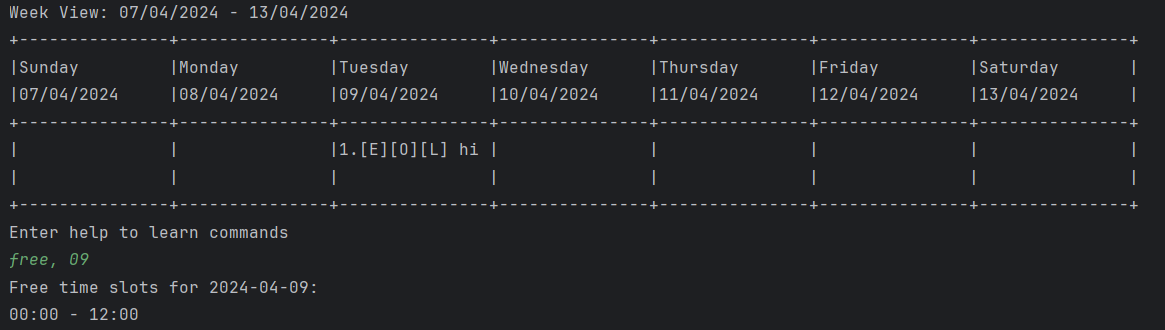 Week View: 07/04/2024 - 13/04/2024
+---------------+---------------+---------------+---------------+---------------+---------------+---------------+
|Sunday         |Monday         |Tuesday        |Wednesday      |Thursday       |Friday         |Saturday       |
|07/04/2024     |08/04/2024     |09/04/2024     |10/04/2024     |11/04/2024     |12/04/2024     |13/04/2024     |
+---------------+---------------+---------------+---------------+---------------+---------------+---------------+
|               |               |1.[E][O][L] hi |               |               |               |               |
|               |               |               |               |               |               |               |
+---------------+---------------+---------------+---------------+---------------+---------------+---------------+
Enter help to learn commands
free, 09
Free time slots for 2024-04-09:
00:00 - 12:00